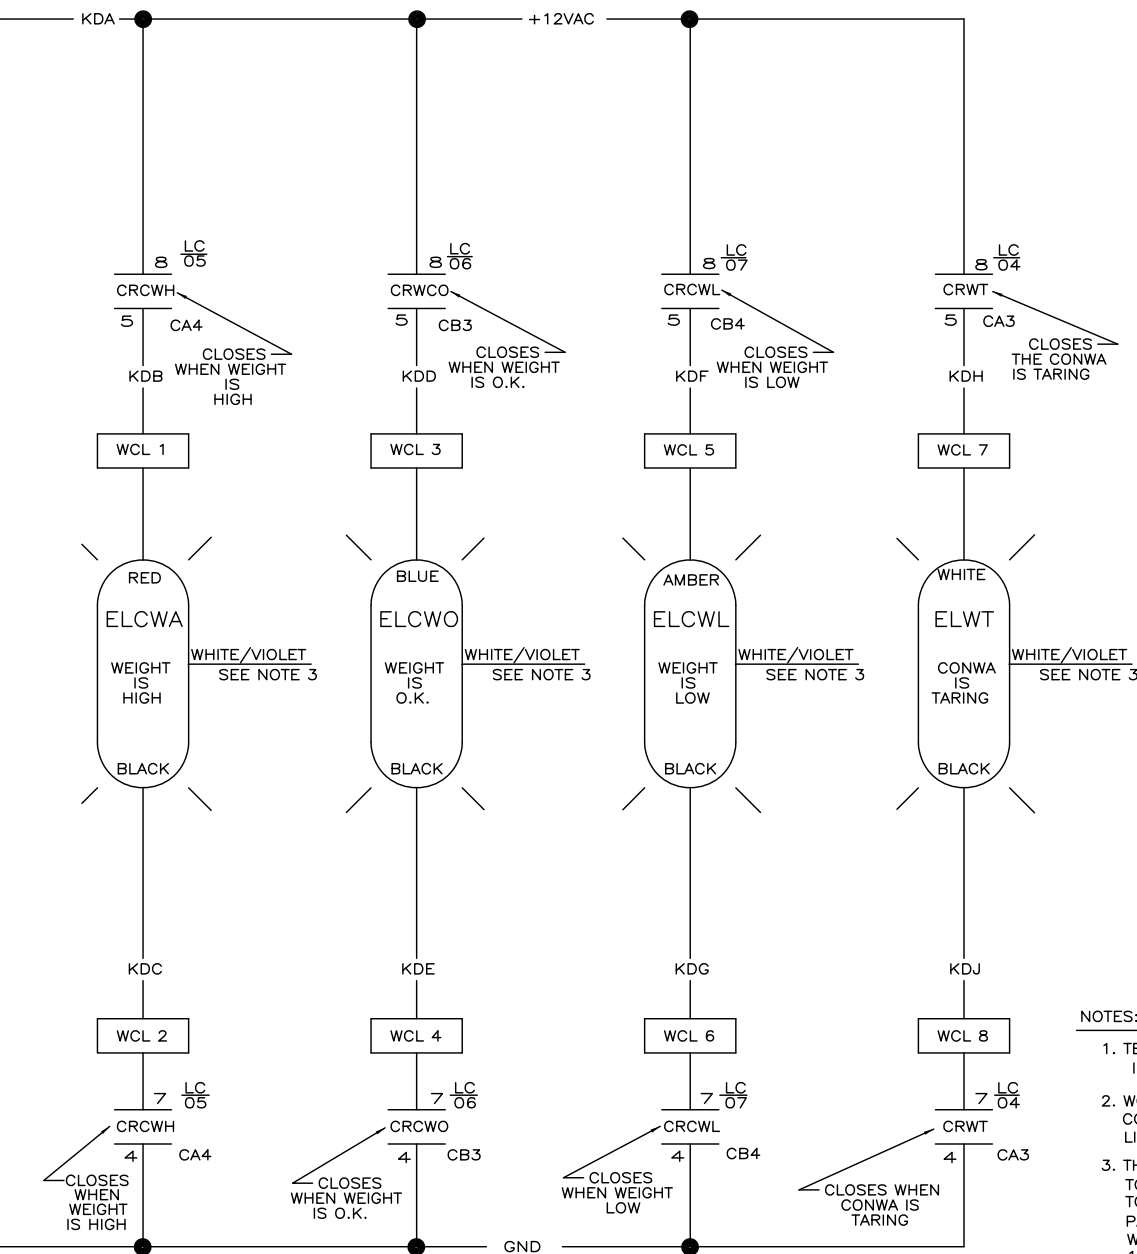 KDA
+12VAC
8 LC 05
CRCWH
5 CA4
CLOSES
WHEN WEIGHT
IS
HIGH
KDB
WCL 1
8 LC 06
CRWCO
5 CB3
CLOSES
WHEN WEIGHT
IS O.K.
KDD
WCL 3
8 LC 07
CRCWL
5 CB4
CLOSES
WHEN WEIGHT
IS LOW
KDF
WCL 5
8 LC 04
CRWT
5 CA3
CLOSES
THE CONWA
IS TARING
KDH
WCL 7
RED
ELCWA
WEIGHT
IS
HIGH
BLACK
WHITE/VIOLET
SEE NOTE 3
BLUE
ELCWO
WEIGHT
IS
O.K.
BLACK
WHITE/VIOLET
SEE NOTE 3
AMBER
ELCWL
WEIGHT
IS
LOW
BLACK
WHITE/VIOLET
SEE NOTE 3
WHITE
ELWT
CONWA
IS
TARING
BLACK
WHITE/VIOLET
SEE NOTE 3
KDC
WCL 2
7 LC 05
CRCWH
4 CA4
CLOSES
WHEN
WEIGHT
IS HIGH
KDE
WCL 4
7 LC 06
CRCWO
4 CB3
CLOSES
WHEN WEIGHT
IS O.K.
KDG
WCL 6
7 LC 07
CRCWL
4 CB4
CLOSES
WHEN WEIGHT
LOW
KDJ
WCL 8
7 LC 04
CRWT
4 CA3
CLOSES WHEN
CONWA IS
TARING
GND
NOTES:
1.
2.
3.